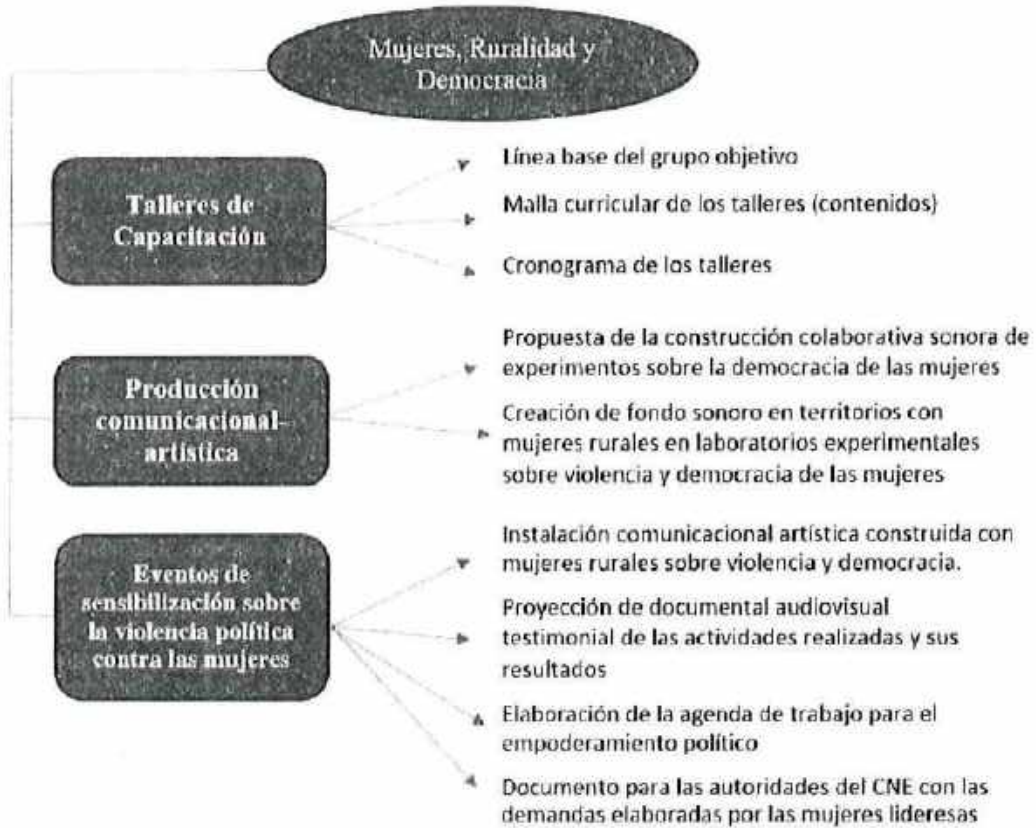 Mujeres, Ruralidad y
Democracia
Talleres de
Capacitación
Línea base del grupo objetivo
Malla curricular de los talleres (contenidos)
Cronograma de los talleres
Producción
comunicacional-
artística
Propuesta de la construcción colaborativa sonora de
experimentos sobre la democracia de las mujeres
Creación de fondo sonoro en territorios con
mujeres rurales en laboratorios experimentales
sobre violencia y democracia de las mujeres
Eventos de
sensibilización sobre
la violencia política
contra las mujeres
Instalación comunicacional artística construida con
mujeres rurales sobre violencia y democracia.
Proyección de documental audiovisual
testimonial de las actividades realizadas y sus
resultados
Elaboración de la agenda de trabajo para el
empoderamiento político
Documento para las autoridades del CNE con las
demandas elaboradas por las mujeres lideresas